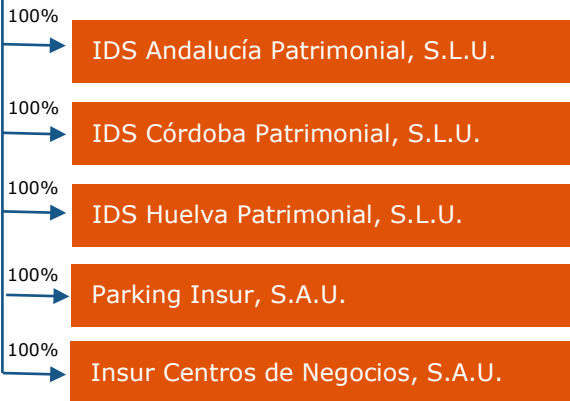 100%
IDS Andalucía Patrimonial, S.L.U.
100%
IDS Córdoba Patrimonial, S.L.U.
100%
IDS Huelva Patrimonial, S.L.U.
100%
Parking Insur, S.A.U.
100%
Insur Centros de Negocios, S.A.U.